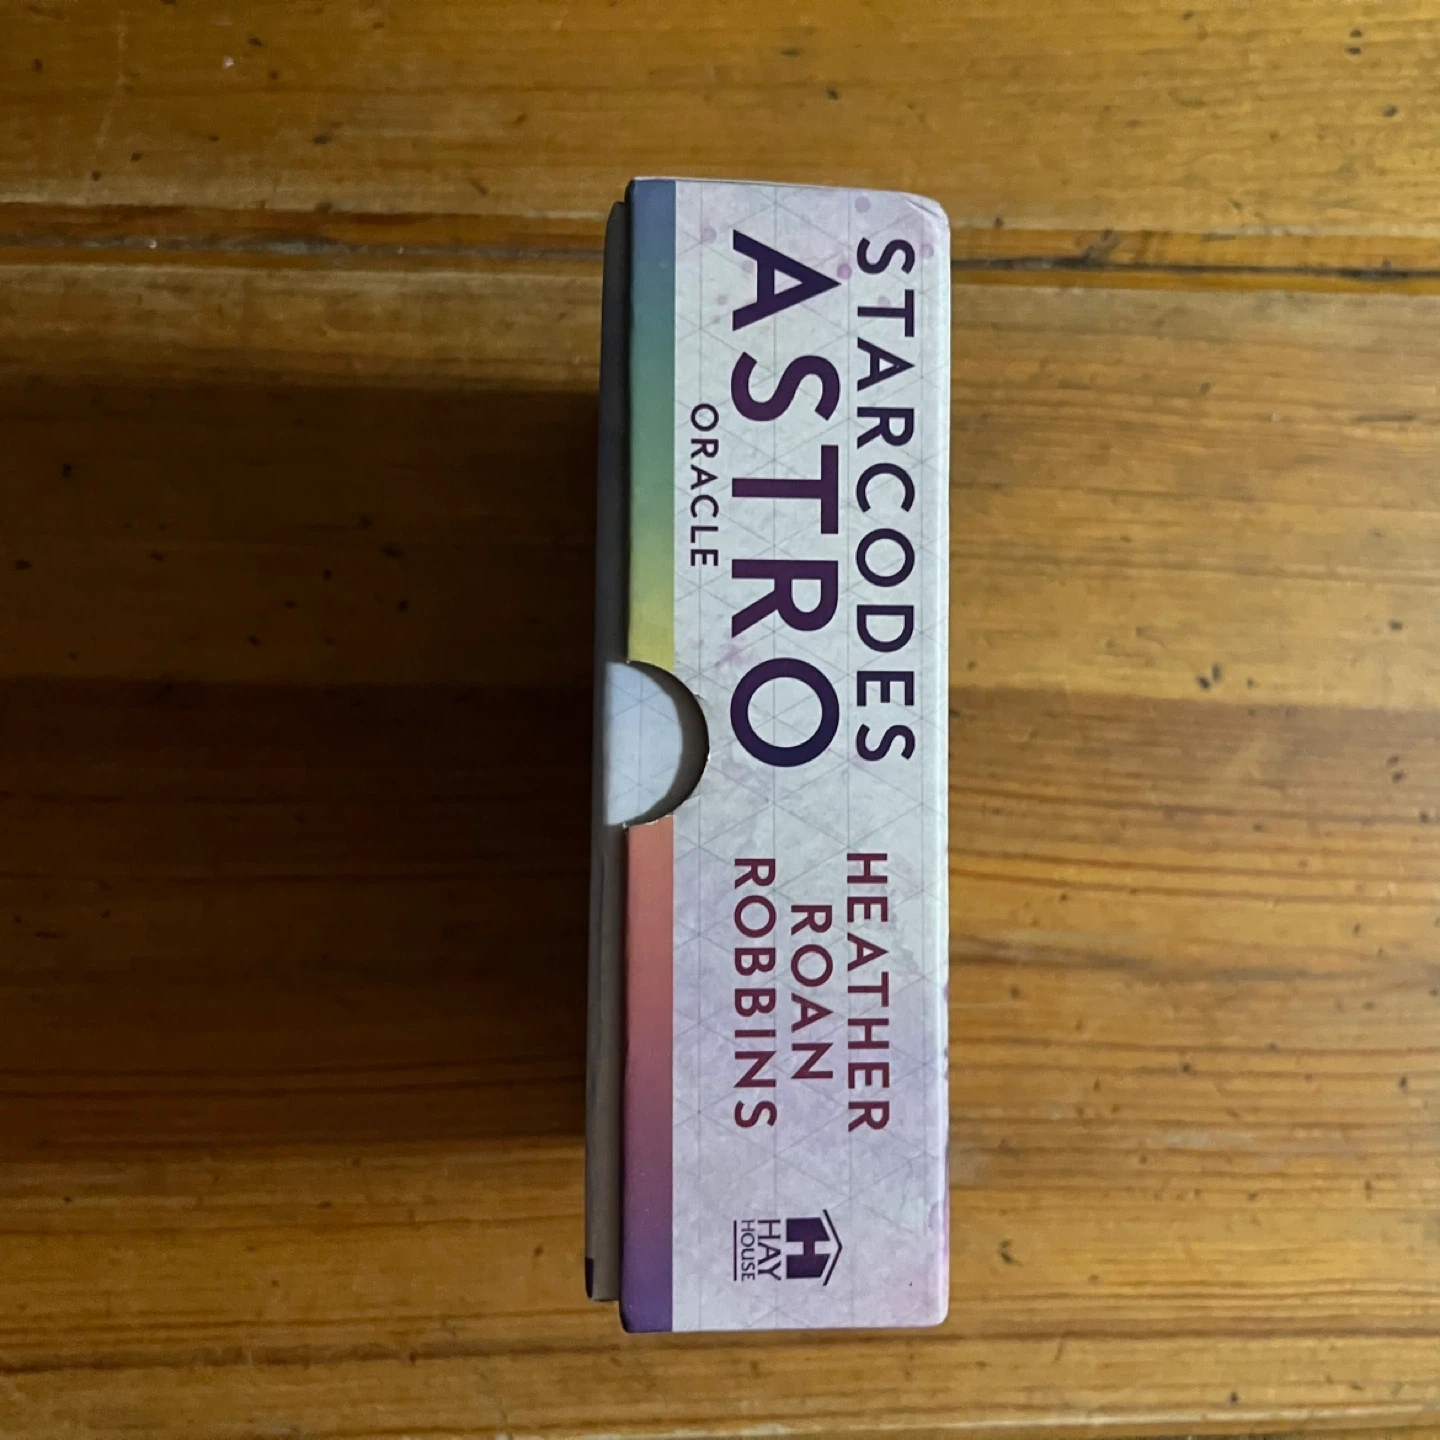 STARCODES
ASTRO
ORACLE
HEATHER
ROAN
ROBBINS
H
HAY
HOUSE